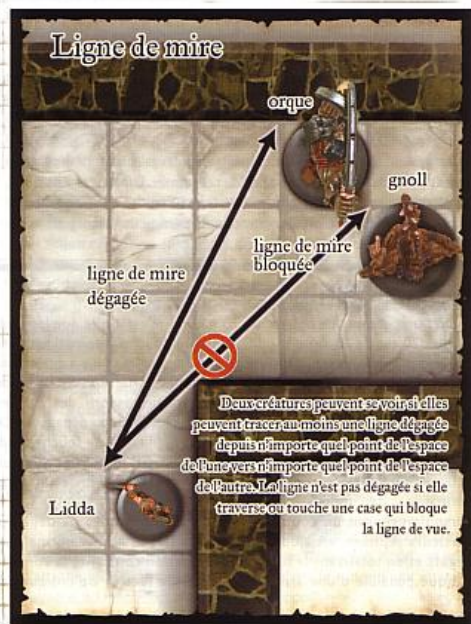 Ligne de mire
orque
gnoll
ligne de mire
bloquée
ligne de mire
dégagée
Deux créatures peuvent se voir si elles
peuvent tracer au moins une ligne dégagée
depuis n'importe quel point de l'espace
de l'une vers n'importe quel point de l'espace
de l'autre. La ligne n'est pas dégagée si elle
traverse ou touche une case qui bloque
la ligne de vue.
Lidda